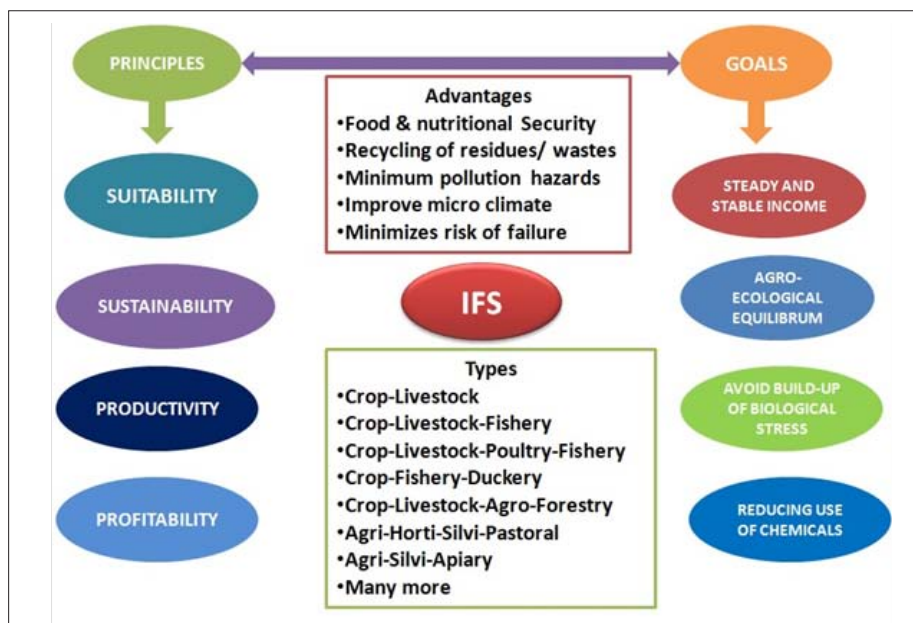 PRINCIPLES
GOALS
Advantages
•Food & nutritional Security
•Recycling of residues/ wastes
•Minimum pollution hazards
•Improve micro climate
•Minimizes risk of failure
SUITABILITY
SUSTAINABILITY
PRODUCTIVITY
PROFITABILITY
IFS
Types
•Crop-Livestock
•Crop-Livestock-Fishery
•Crop-Livestock-Poultry-Fishery
•Crop-Fishery-Duckery
•Crop-Livestock-Agro-Forestry
•Agri-Horti-Silvi-Pastoral
•Agri-Silvi-Apiary
•Many more
STEADY AND
STABLE INCOME
AGRO-
ECOLOGICAL
EQUILIBRUM
AVOID BUILD-UP
OF BIOLOGICAL
STRESS
REDUCING USE
OF CHEMICALS